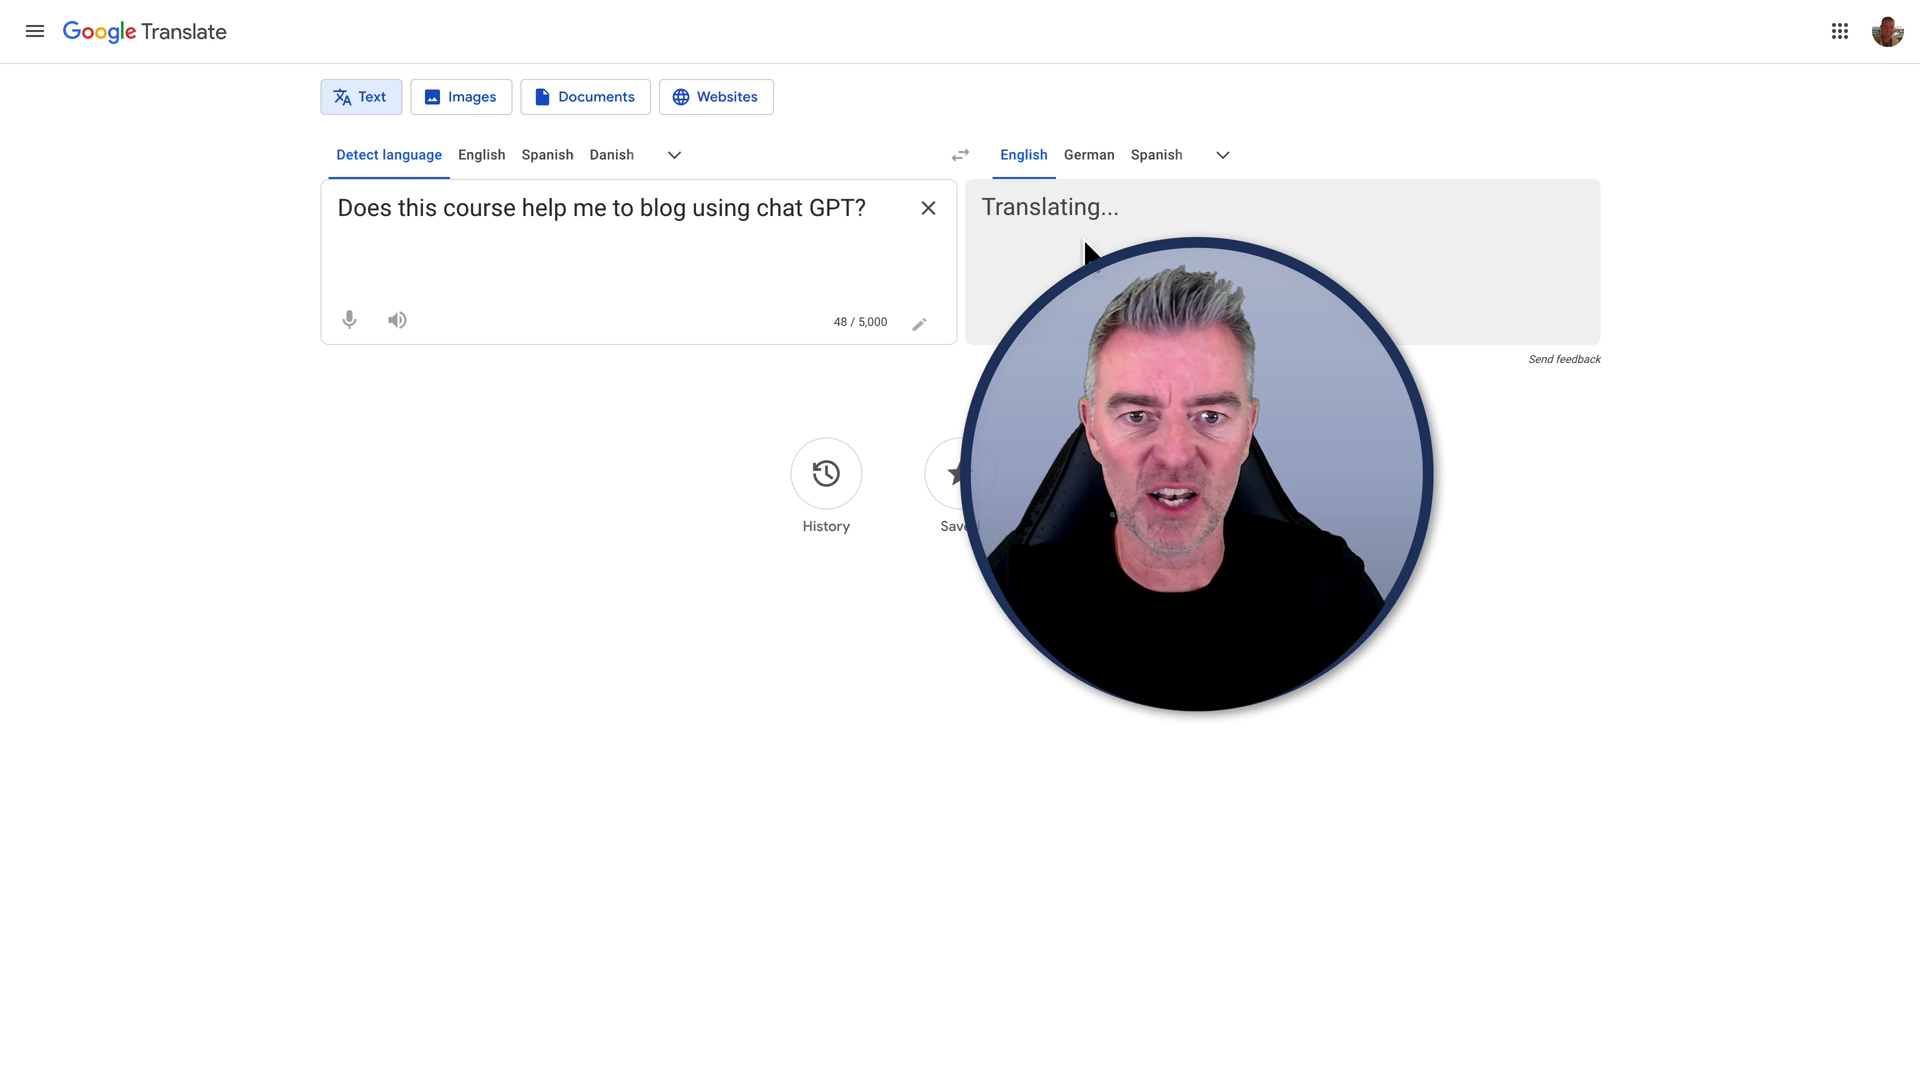 Google Translate
Text Images Documents Websites
Detect language English Spanish Danish English German Spanish
Does this course help me to blog using chat GPT?
Translating...
48 / 5,000
Send feedback
History